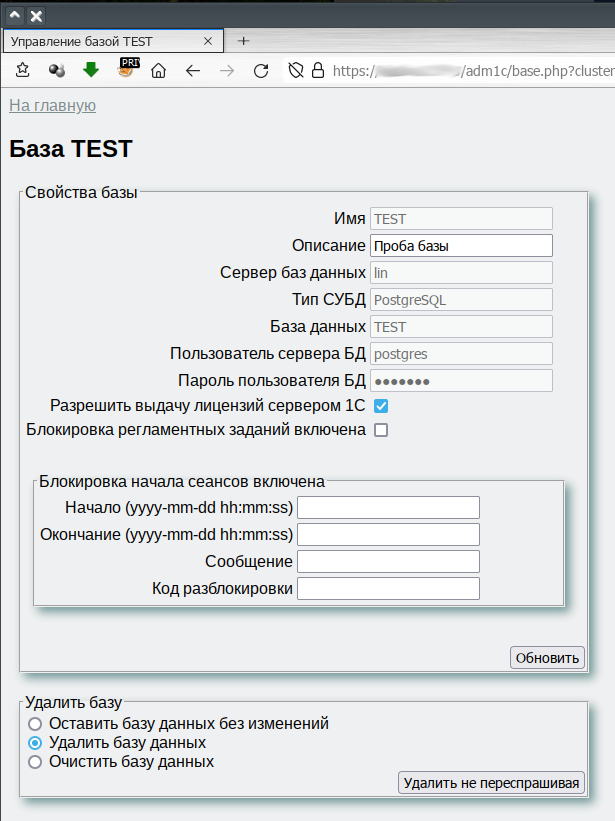 Управление базой TEST
PRIV
https://
/adm1c/base.php?cluster
На главную
База TEST
Свойства базы
Имя TEST
Описание Проба базы
Сервер баз данных lin
Тип СУБД PostgreSQL
База данных TEST
Пользователь сервера БД postgres
Пароль пользователя БД ●●●●●●●
Разрешить выдачу лицензий сервером 1С
Блокировка регламентных заданий включена
Блокировка начала сеансов включена
Начало (yyyy-mm-dd hh:mm:ss)
Окончание (yyyy-mm-dd hh:mm:ss)
Сообщение
Код разблокировки
Обновить
Удалить базу
Оставить базу данных без изменений
Удалить базу данных
Очистить базу данных
Удалить не переспрашивая